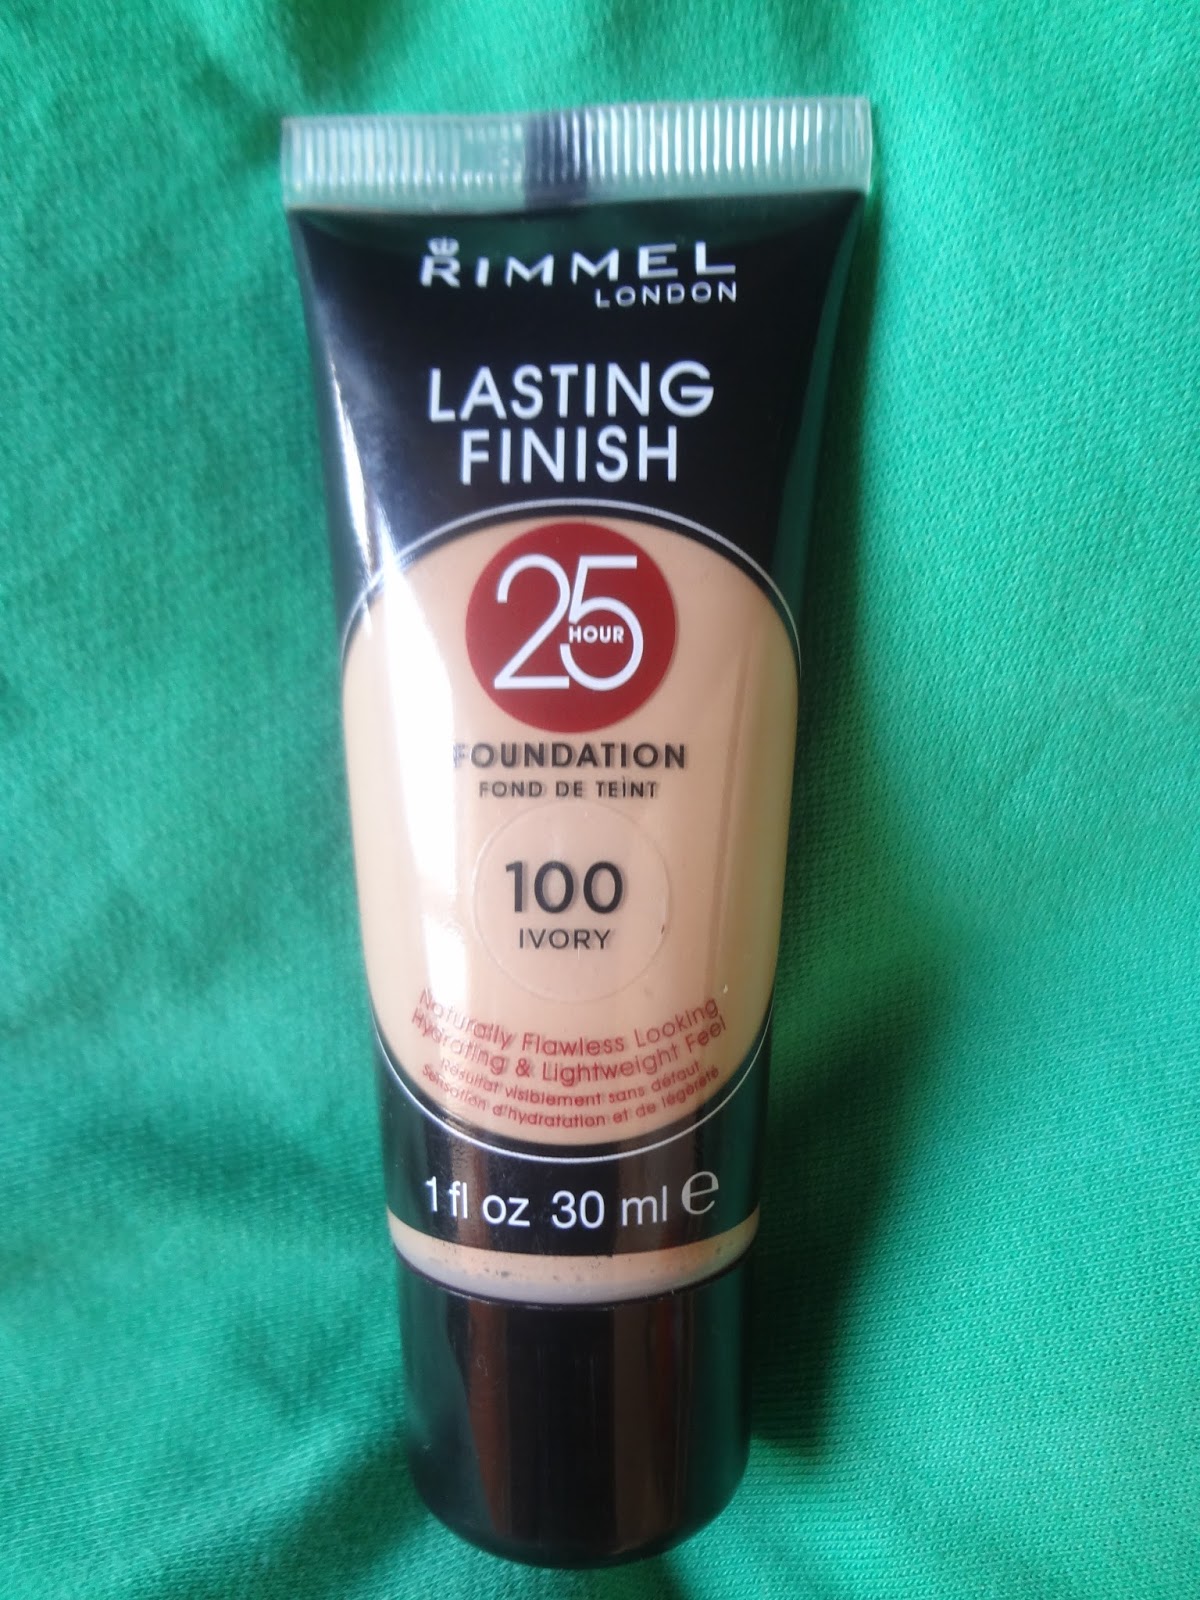 RIMMEL
LONDON
LASTING
FINISH
25
HOUR
FOUNDATION
FOND DE TEINT
100
IVORY
Naturally Flawless Looking
Hydrating & Lightweight Feel
Résultat visiblement sans défaut
Sensation d'hydratation et de légèreté
1 fl oz 30 ml e